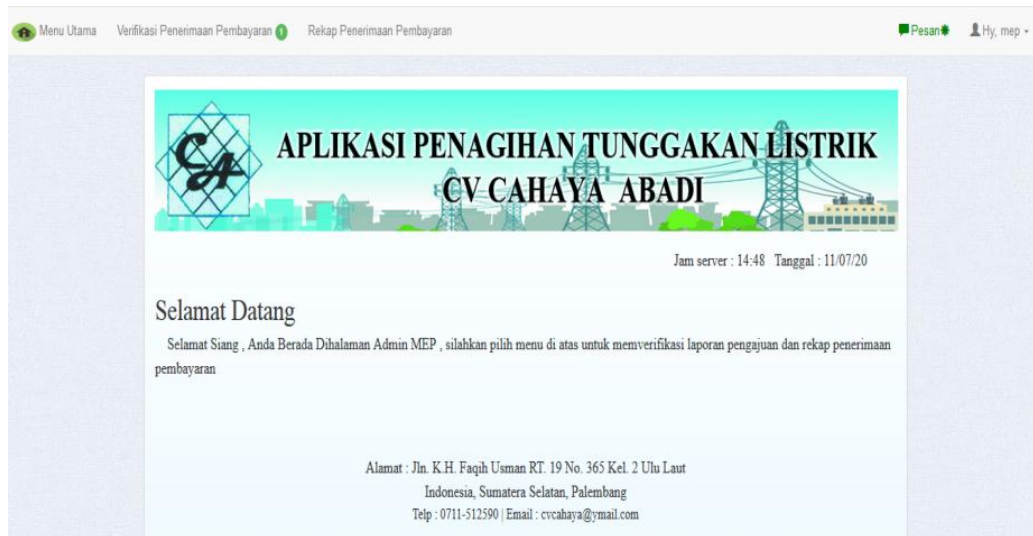 Menu Utama Verifikasi Penerimaan Pembayaran 1 Rekap Penerimaan Pembayaran Pesan Hy, mep
CA
APLIKASI PENAGIHAN TUNGGAKAN LISTRIK
CV CAHAYA ABADI
Jam server : 14:48 Tanggal : 11/07/20
Selamat Datang
Selamat Siang , Anda Berada Dihalaman Admin MEP , silahkan pilih menu di atas untuk memverifikasi laporan pengajuan dan rekap penerimaan
pembayaran
Alamat : Jln. K.H. Faqih Usman RT. 19 No. 365 Kel. 2 Ulu Laut
Indonesia, Sumatera Selatan, Palembang
Telp : 0711-512590 | Email : cvcahaya@ymail.com